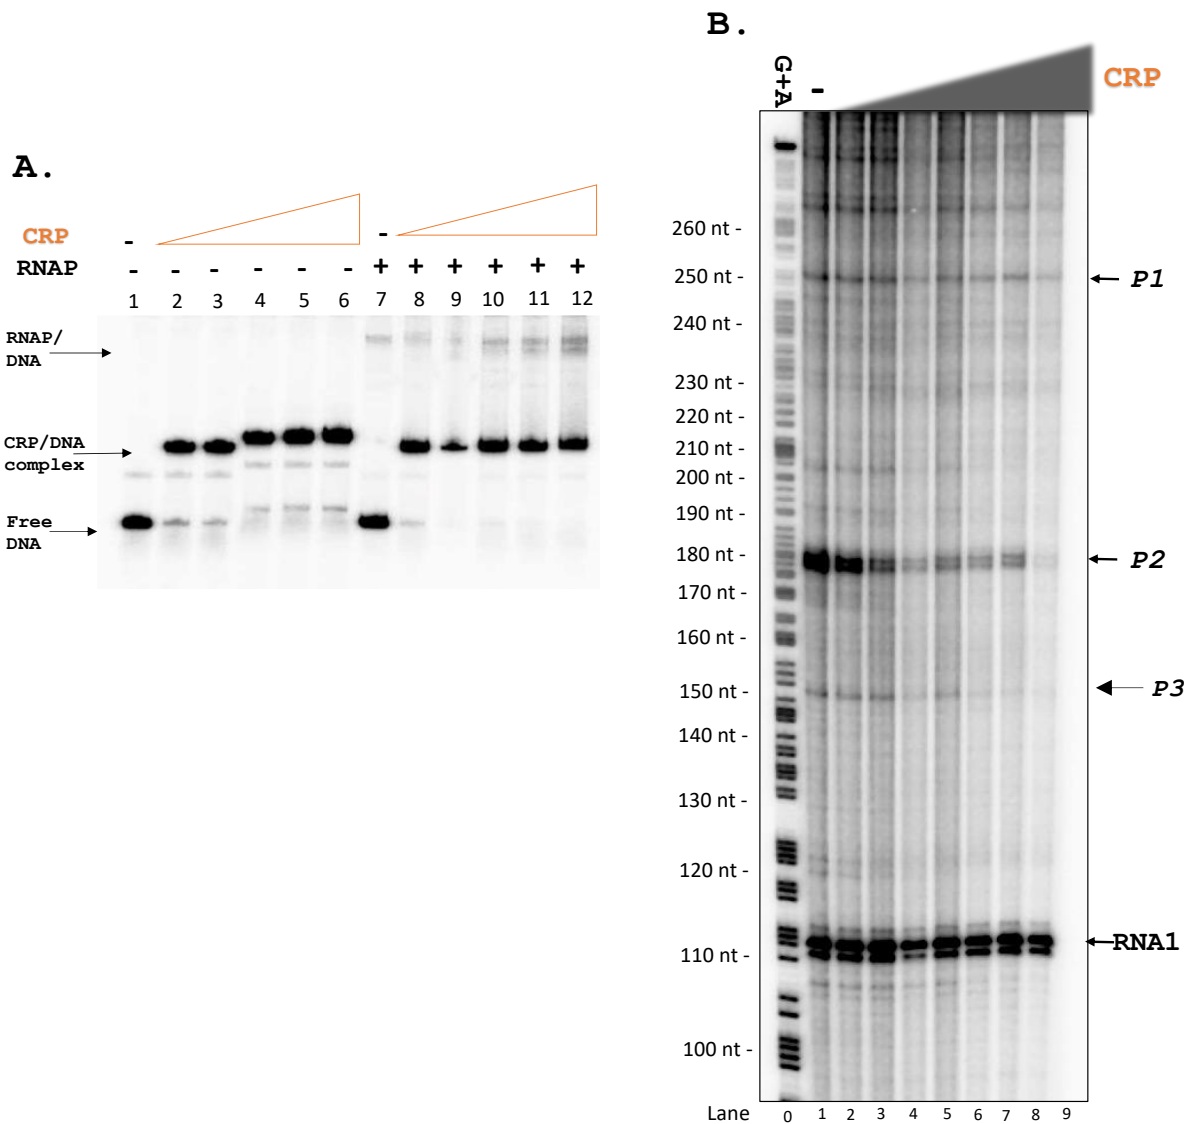 A.
CRP - -
RNAP - - - - - - + + + + + +
1 2 3 4 5 6 7 8 9 10 11 12
RNAP/
DNA
CRP/DNA
complex
Free
DNA
B.
G+A - CRP
260 nt -
250 nt -
P1
240 nt -
230 nt -
220 nt -
210 nt -
200 nt -
190 nt -
180 nt -
P2
170 nt -
160 nt -
150 nt -
P3
140 nt -
130 nt -
120 nt -
RNA1
110 nt -
100 nt -
Lane 0 1 2 3 4 5 6 7 8 9